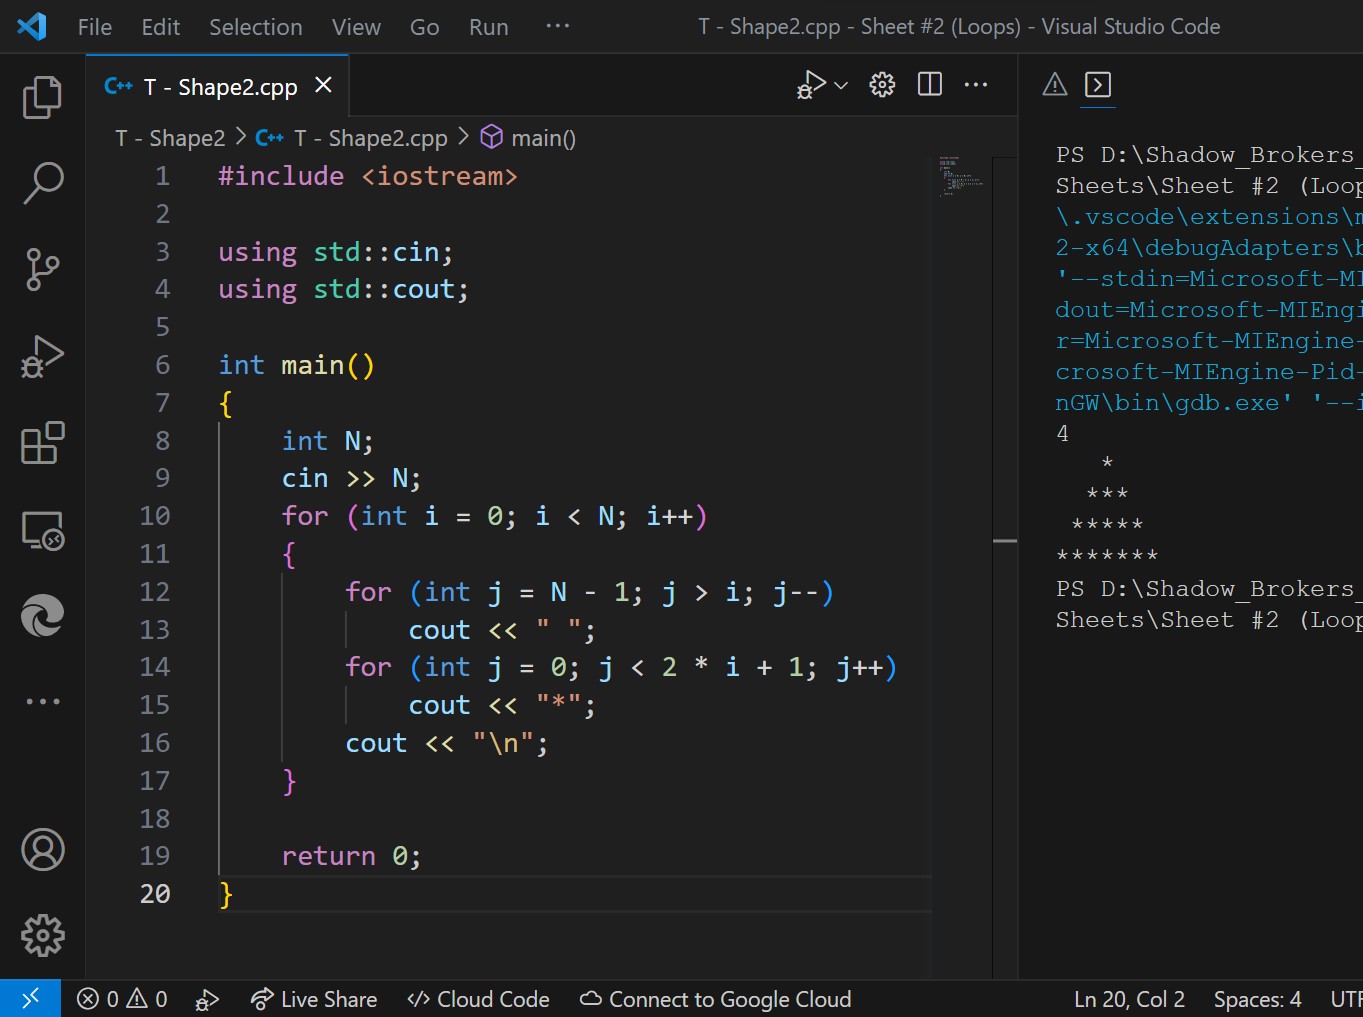 File Edit Selection View Go Run ··· T - Shape2.cpp - Sheet #2 (Loops) - Visual Studio Code
C++ T - Shape2.cpp
T - Shape2 > C++ T - Shape2.cpp > main()
1 #include <iostream>
2
3 using std::cin;
4 using std::cout;
5
6 int main()
7 {
8     int N;
9     cin >> N;
10     for (int i = 0; i < N; i++)
11     {
12         for (int j = N - 1; j > i; j--)
13             cout << " ";
14         for (int j = 0; j < 2 * i + 1; j++)
15             cout << "*";
16         cout << "\n";
17     }
18
19     return 0;
20 }
PS D:\Shadow_Brokers_
Sheets\Sheet #2 (Loop
\.vscode\extensions\m
2-x64\debugAdapters\b
'--stdin=Microsoft-MI
dout=Microsoft-MIEngi
r=Microsoft-MIEngine-
crosoft-MIEngine-Pid-
nGW\bin\gdb.exe' '--i
4
   *
  ***
 *****
*******
PS D:\Shadow_Brokers_
Sheets\Sheet #2 (Loop
0 0 Live Share Cloud Code Connect to Google Cloud Ln 20, Col 2 Spaces: 4 UTF